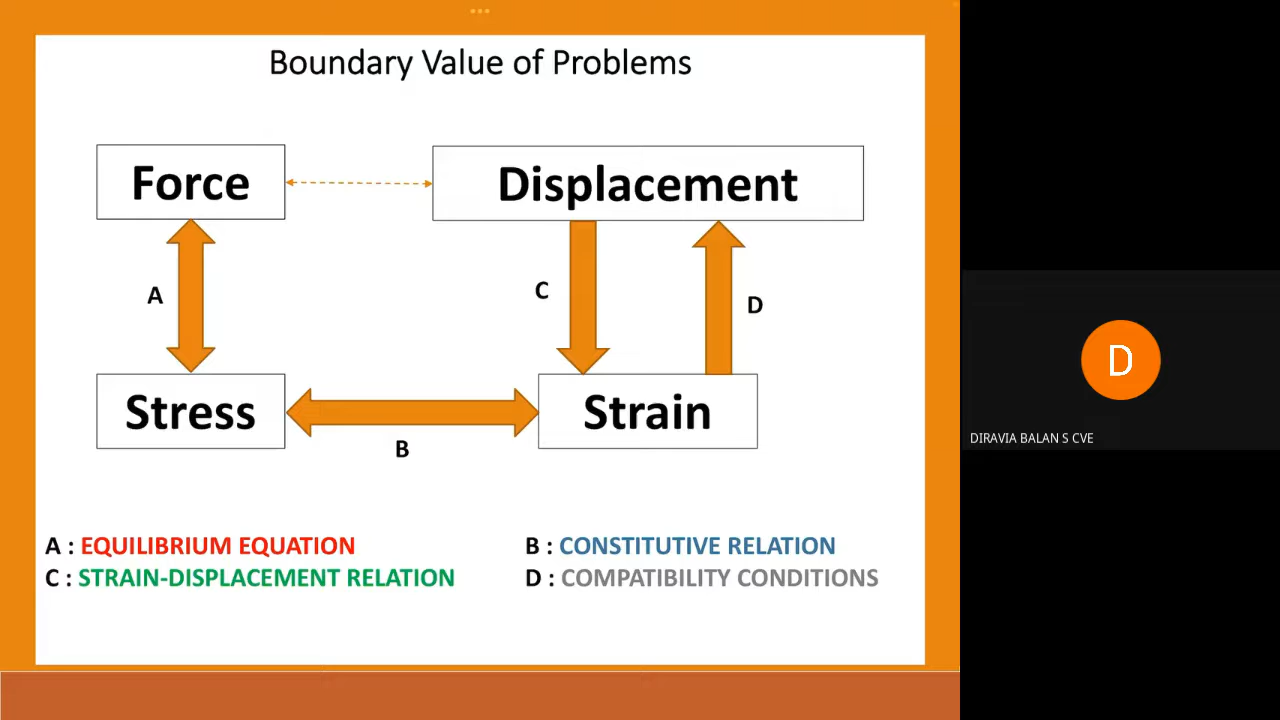 Boundary Value of Problems
Force
Displacement
A
C
D
Stress
Strain
B
A : EQUILIBRIUM EQUATION
B : CONSTITUTIVE RELATION
C : STRAIN-DISPLACEMENT RELATION
D : COMPATIBILITY CONDITIONS
D
DIRAVIA BALAN S CVE